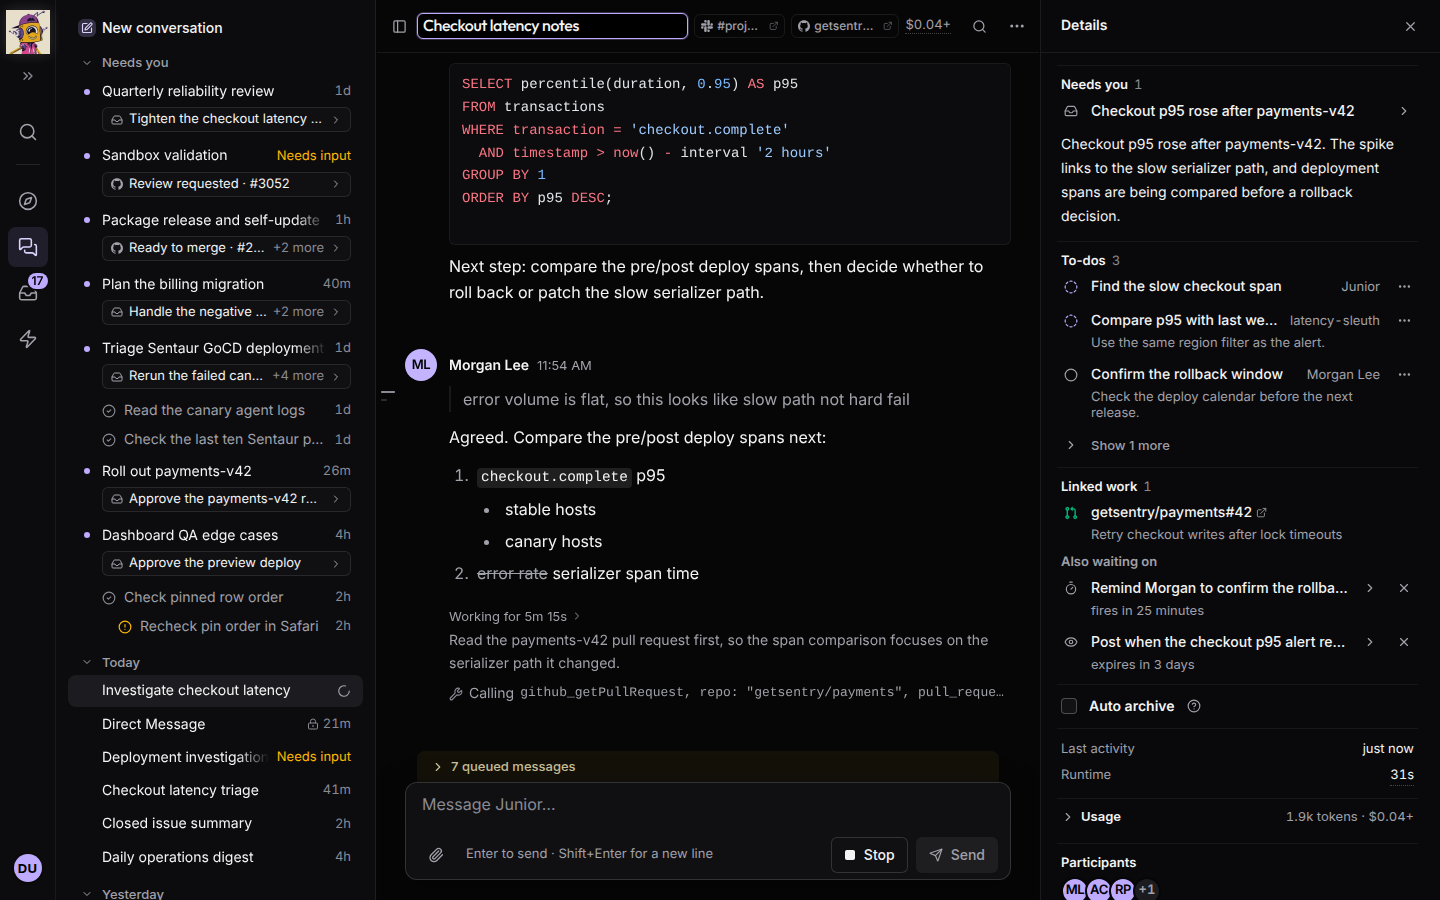 New conversation
Needs you
Quarterly reliability review 1d
Tighten the checkout latency ...
Sandbox validation Needs input
Review requested · #3052
Package release and self-update 1h
Ready to merge · #2... +2 more
Plan the billing migration 40m
Handle the negative ... +2 more
Triage Sentaur GoCD deployment 1d
Rerun the failed can... +4 more
Read the canary agent logs 1d
Check the last ten Sentaur p... 1d
Roll out payments-v42 26m
Approve the payments-v42 r...
Dashboard QA edge cases 4h
Approve the preview deploy
Check pinned row order 2h
Recheck pin order in Safari 2h
Today
Investigate checkout latency
Direct Message 21m
Deployment investigation Needs input
Checkout latency triage 41m
Closed issue summary 2h
Daily operations digest 4h
Yesterday
17
DU
Checkout latency notes
#proj...
getsentr...
$0.04+
SELECT percentile(duration, 0.95) AS p95
FROM transactions
WHERE transaction = 'checkout.complete'
AND timestamp > now() - interval '2 hours'
GROUP BY 1
ORDER BY p95 DESC;
Next step: compare the pre/post deploy spans, then decide whether to
roll back or patch the slow serializer path.
ML
Morgan Lee 11:54 AM
error volume is flat, so this looks like slow path not hard fail
Agreed. Compare the pre/post deploy spans next:
1. checkout.complete p95
• stable hosts
• canary hosts
2. error rate serializer span time
Working for 5m 15s
Read the payments-v42 pull request first, so the span comparison focuses on the
serializer path it changed.
Calling github_getPullRequest, repo: "getsentry/payments", pull_reque...
7 queued messages
Message Junior...
Enter to send · Shift+Enter for a new line
Stop
Send
Details
Needs you 1
Checkout p95 rose after payments-v42
Checkout p95 rose after payments-v42. The spike
links to the slow serializer path, and deployment
spans are being compared before a rollback
decision.
To-dos 3
Find the slow checkout span Junior
Compare p95 with last we... latency-sleuth
Use the same region filter as the alert.
Confirm the rollback window Morgan Lee
Check the deploy calendar before the next
release.
Show 1 more
Linked work 1
getsentry/payments#42
Retry checkout writes after lock timeouts
Also waiting on
Remind Morgan to confirm the rollba...
fires in 25 minutes
Post when the checkout p95 alert re...
expires in 3 days
Auto archive
Last activity just now
Runtime 31s
Usage 1.9k tokens · $0.04+
Participants
ML AC RP +1